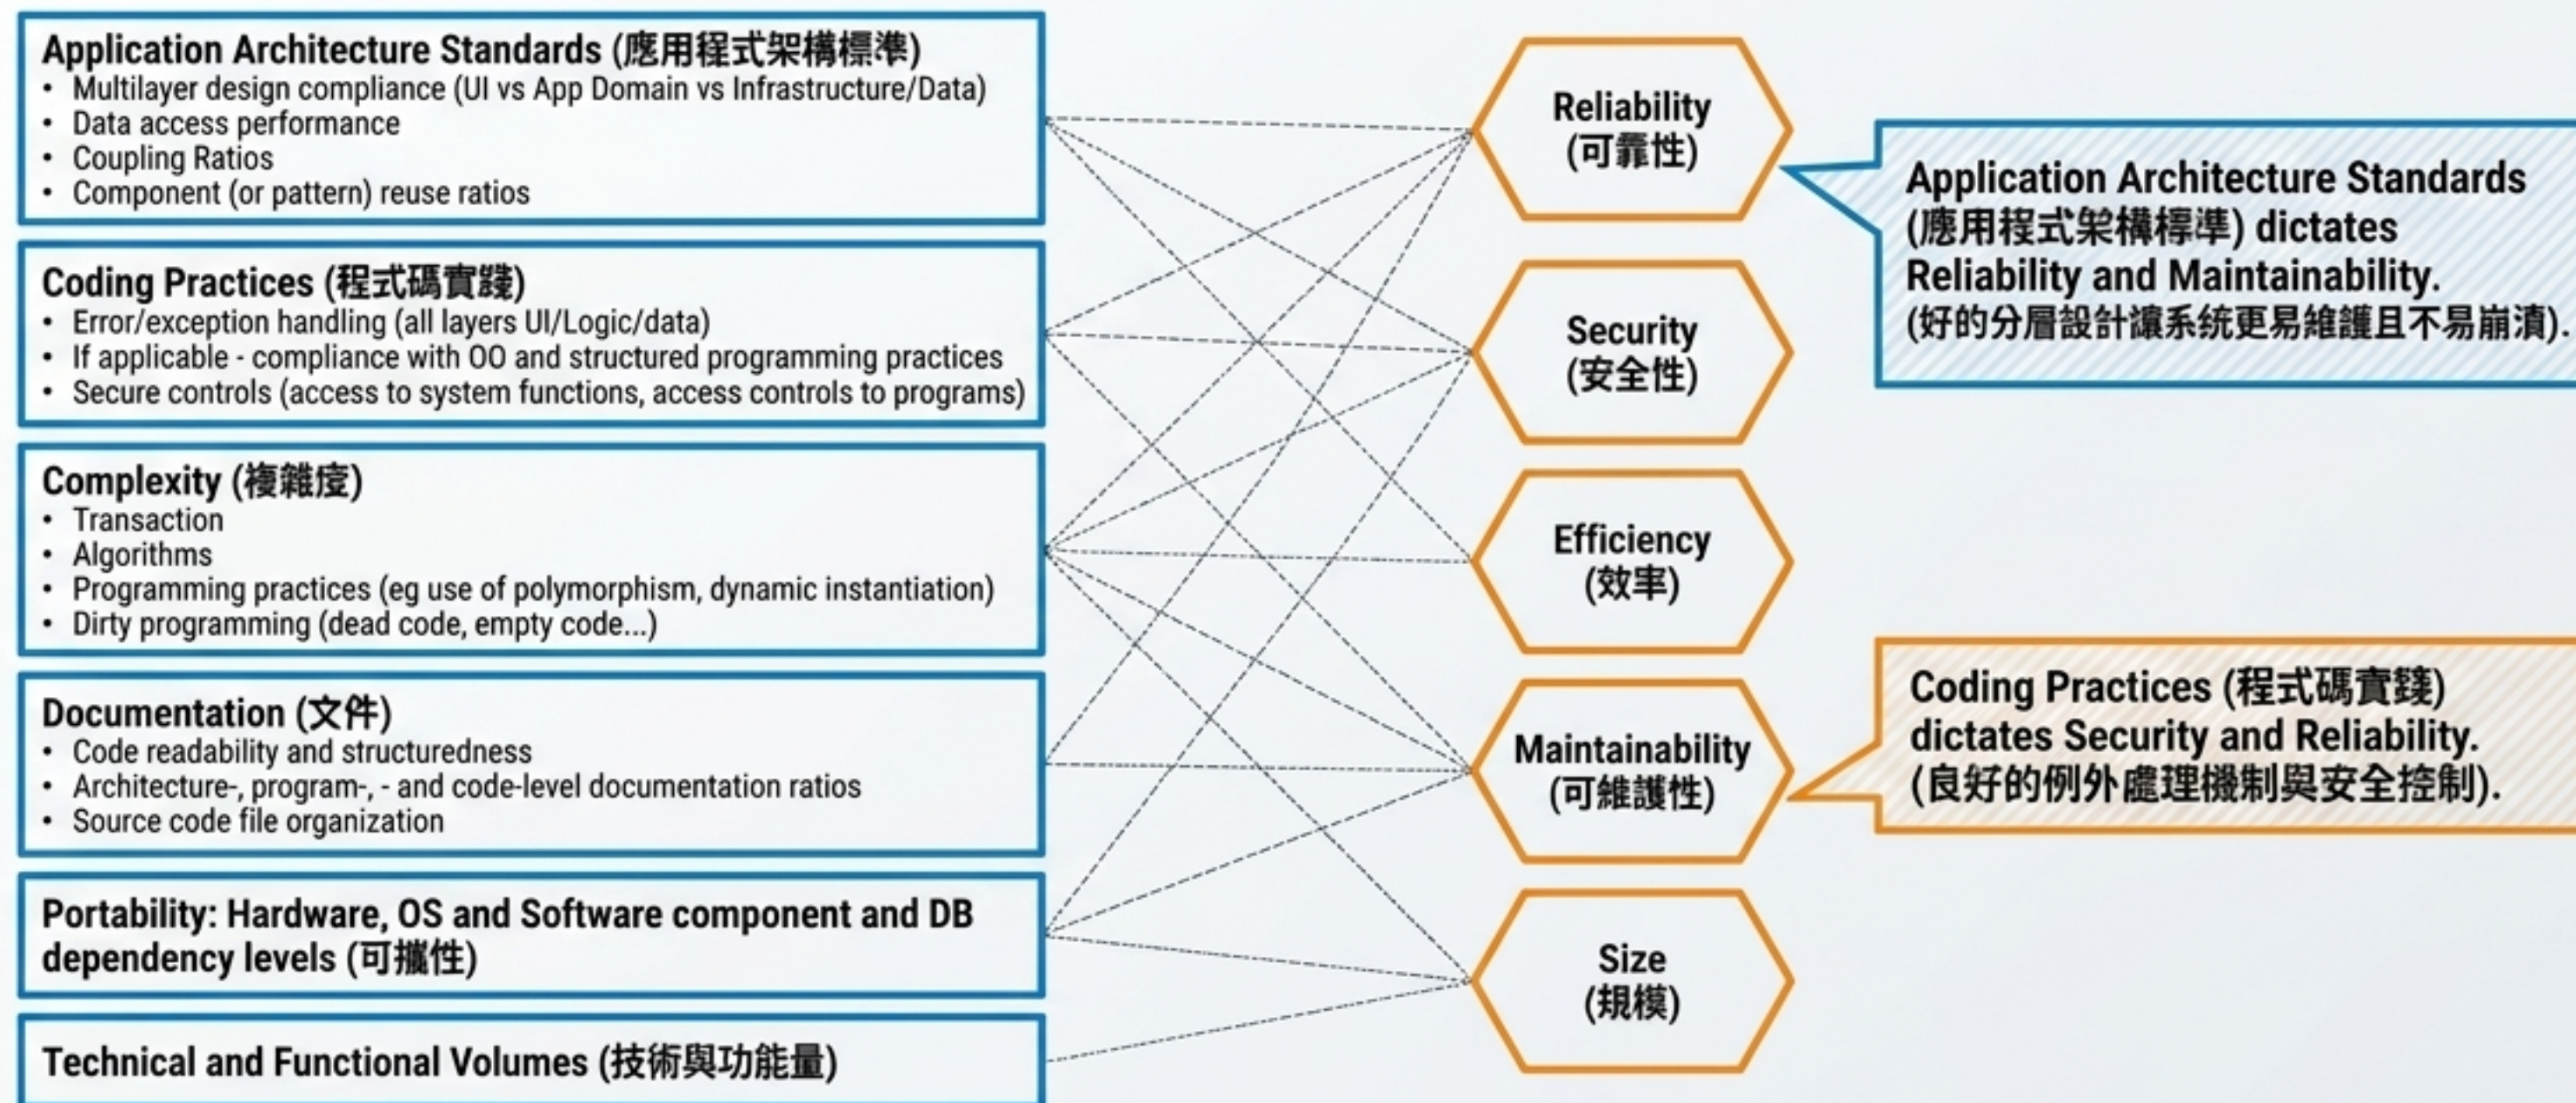 Application Architecture Standards (應用程式架構標準)
• Multilayer design compliance (UI vs App Domain vs Infrastructure/Data)
• Data access performance
• Coupling Ratios
• Component (or pattern) reuse ratios
Coding Practices (程式碼實踐)
• Error/exception handling (all layers UI/Logic/data)
• If applicable - compliance with OO and structured programming practices
• Secure controls (access to system functions, access controls to programs)
Complexity (複雜度)
• Transaction
• Algorithms
• Programming practices (eg use of polymorphism, dynamic instantiation)
• Dirty programming (dead code, empty code...)
Documentation (文件)
• Code readability and structuredness
• Architecture-, program-, - and code-level documentation ratios
• Source code file organization
Portability: Hardware, OS and Software component and DB
dependency levels (可攜性)
Technical and Functional Volumes (技術與功能量)
Reliability
(可靠性)
Security
(安全性)
Efficiency
(效率)
Maintainability
(可維護性)
Size
(規模)
Application Architecture Standards
(應用程式架構標準) dictates
Reliability and Maintainability.
(好的分層設計讓系統更易維護且不易崩潰).
Coding Practices (程式碼實踐)
dictates Security and Reliability.
(良好的例外處理機制與安全控制).